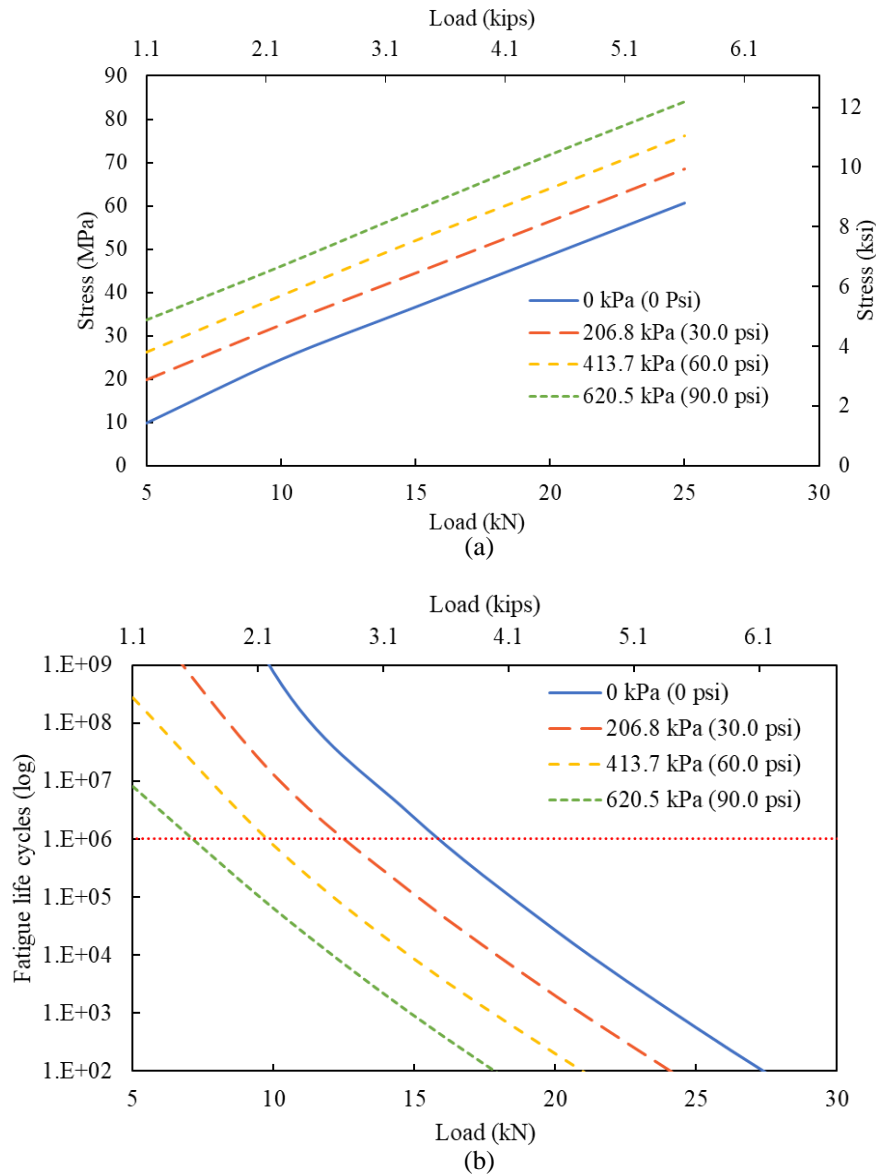 Load (kips)
1.1 2.1 3.1 4.1 5.1 6.1
90
80
70
60
50
40
30
20
10
0
Stress (MPa)
12
10
8
6
4
2
0
Stress (ksi)
0 kPa (0 Psi)
206.8 kPa (30.0 psi)
413.7 kPa (60.0 psi)
620.5 kPa (90.0 psi)
5 10 15 20 25 30
Load (kN)
(a)
Load (kips)
1.1 2.1 3.1 4.1 5.1 6.1
1.E+09
1.E+08
1.E+07
1.E+06
1.E+05
1.E+04
1.E+03
1.E+02
Fatigue life cycles (log)
0 kPa (0 psi)
206.8 kPa (30.0 psi)
413.7 kPa (60.0 psi)
620.5 kPa (90.0 psi)
5 10 15 20 25 30
Load (kN)
(b)